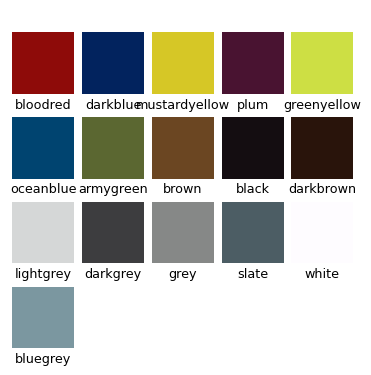 bloodred darkblue mustardyellow plum greenyellow
oceanblue armygreen brown black darkbrown
lightgrey darkgrey grey slate white
bluegrey